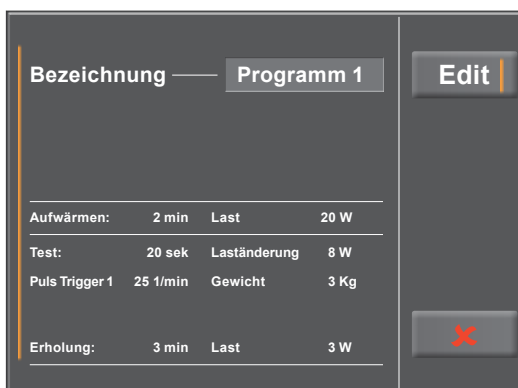 Bezeichnung Programm 1 Edit
Aufwärmen: 2 min Last 20 W
Test: 20 sek Laständerung 8 W
Puls Trigger 1 25 1/min Gewicht 3 Kg
Erholung: 3 min Last 3 W